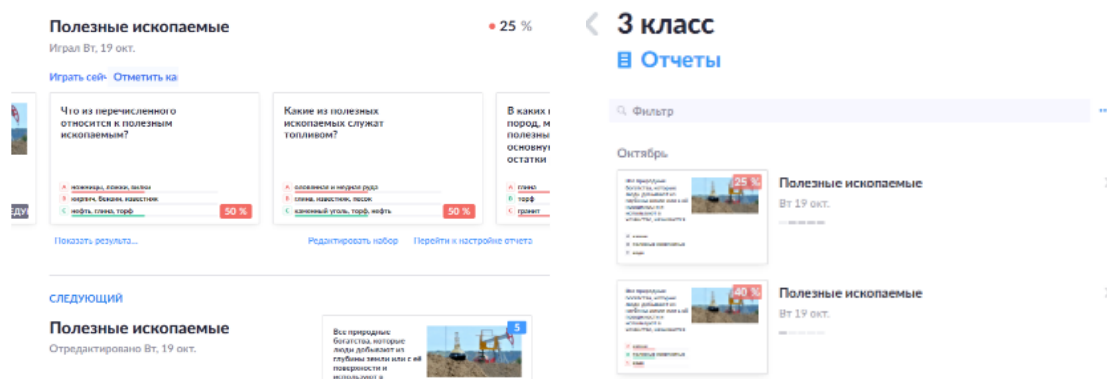 Полезные ископаемые
25 %
Играл Вт, 19 окт.
Играть сей Отметить ка
Что из перечисленного
относится к полезным
ископаемым?
A ножницы, ложки, вилки
B кирпич, бензин, известняк
C нефть, глина, торф
50 %
Какие из полезных
ископаемых служат
топливом?
A оловянная и медная руда
B глина, известняк, песок
C каменный уголь, торф, нефть
50 %
В каких
пород, м
полезны
основну
остатки
A глина
B торф
C гранит
Показать результа...
Редактировать набор Перейти к настройке отчета
СЛЕДУЮЩИЙ
Полезные ископаемые
Отредактировано Вт, 19 окт.
Все природные
богатства, которые
люди добывают из
глубины земли или с её
поверхности и
используют в
5
3 класс
Отчеты
Фильтр
Октябрь
25 %
Полезные ископаемые
Вт 19 окт.
40 %
Полезные ископаемые
Вт 19 окт.